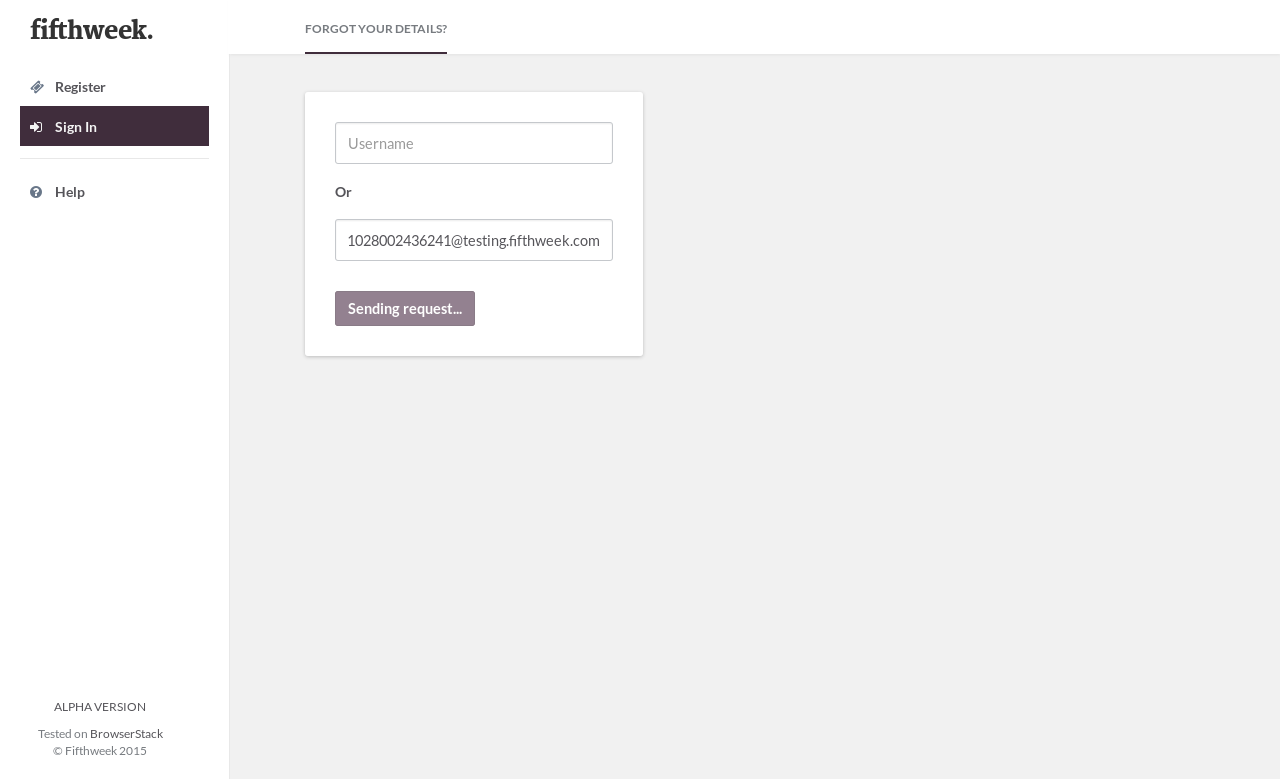 fifthweek.
FORGOT YOUR DETAILS?
Register
Sign In
Help
Username
Or
1028002436241@testing.fifthweek.com
Sending request...
ALPHA VERSION
Tested on BrowserStack
© Fifthweek 2015